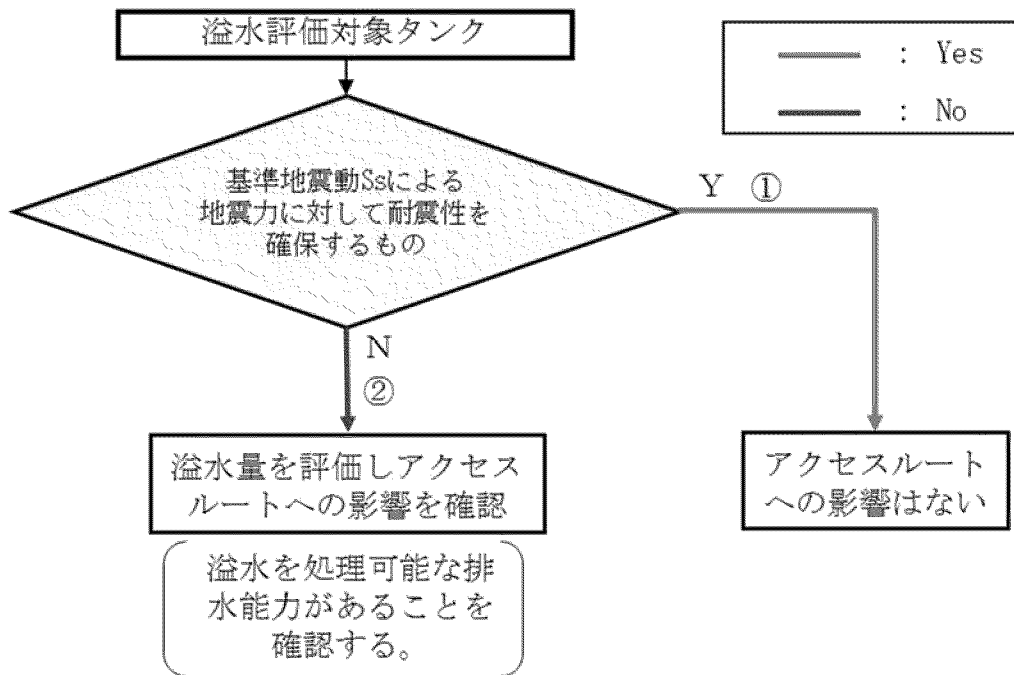 溢水評価対象タンク
: Yes
: No
基準地震動Ssによる
地震力に対して耐震性を
確保するもの
Y ①
N
②
溢水量を評価しアクセス
ルートへの影響を確認
アクセスルート
への影響はない
溢水を処理可能な排
水能力があることを
確認する。